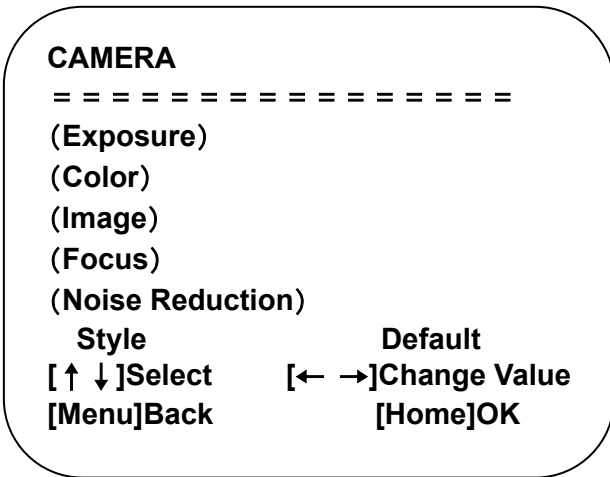 CAMERA
= = = = = = = = = = = = = = = =
（Exposure）
（Color）
（Image）
（Focus）
（Noise Reduction）
Style Default
[↑ ↓]Select [← →]Change Value
[Menu]Back [Home]OK